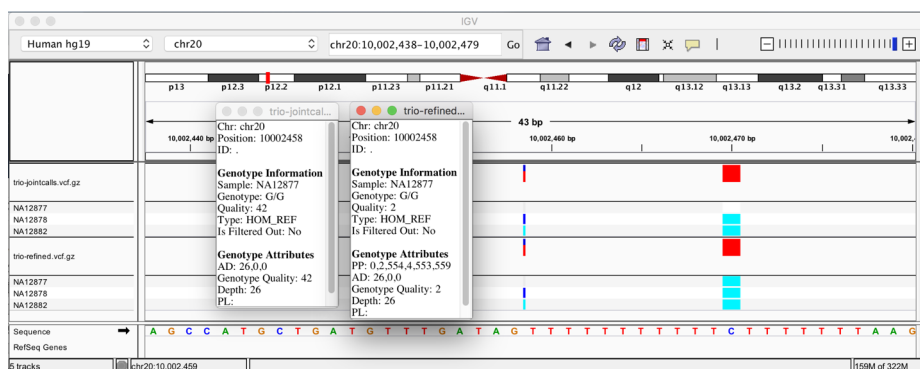 IGV
Human hg19 chr20 chr20:10,002,438-10,002,479 Go
p13 p12.3 p12.2 p12.1 p11.23 p11.21 q11.1 q11.22 q12 q13.12 q13.13 q13.2 q13.31 q13.33
43 bp
10,002,440 bp 10,002,460 bp 10,002,470 bp 10,002,
trio-jointcal...
Chr: chr20
Position: 10002458
ID: .
Genotype Information
Sample: NA12877
Genotype: G/G
Quality: 42
Type: HOM_REF
Is Filtered Out: No
Genotype Attributes
AD: 26,0,0
Genotype Quality: 42
Depth: 26
PL:
trio-refined...
Chr: chr20
Position: 10002458
ID: .
Genotype Information
Sample: NA12877
Genotype: G/G
Quality: 2
Type: HOM_REF
Is Filtered Out: No
Genotype Attributes
PP: 0,2,554,4,553,559
AD: 26,0,0
Genotype Quality: 2
Depth: 26
PL:
trio-jointcalls.vcf.gz
NA12877
NA12878
NA12882
trio-refined.vcf.gz
NA12877
NA12878
NA12882
Sequence A G C C A T G C T G A T G T T T G A T A G T T T T T T T T T T T C T T T T T T T A A G
RefSeq Genes
5 tracks chr20:10,002,459 159M of 322M